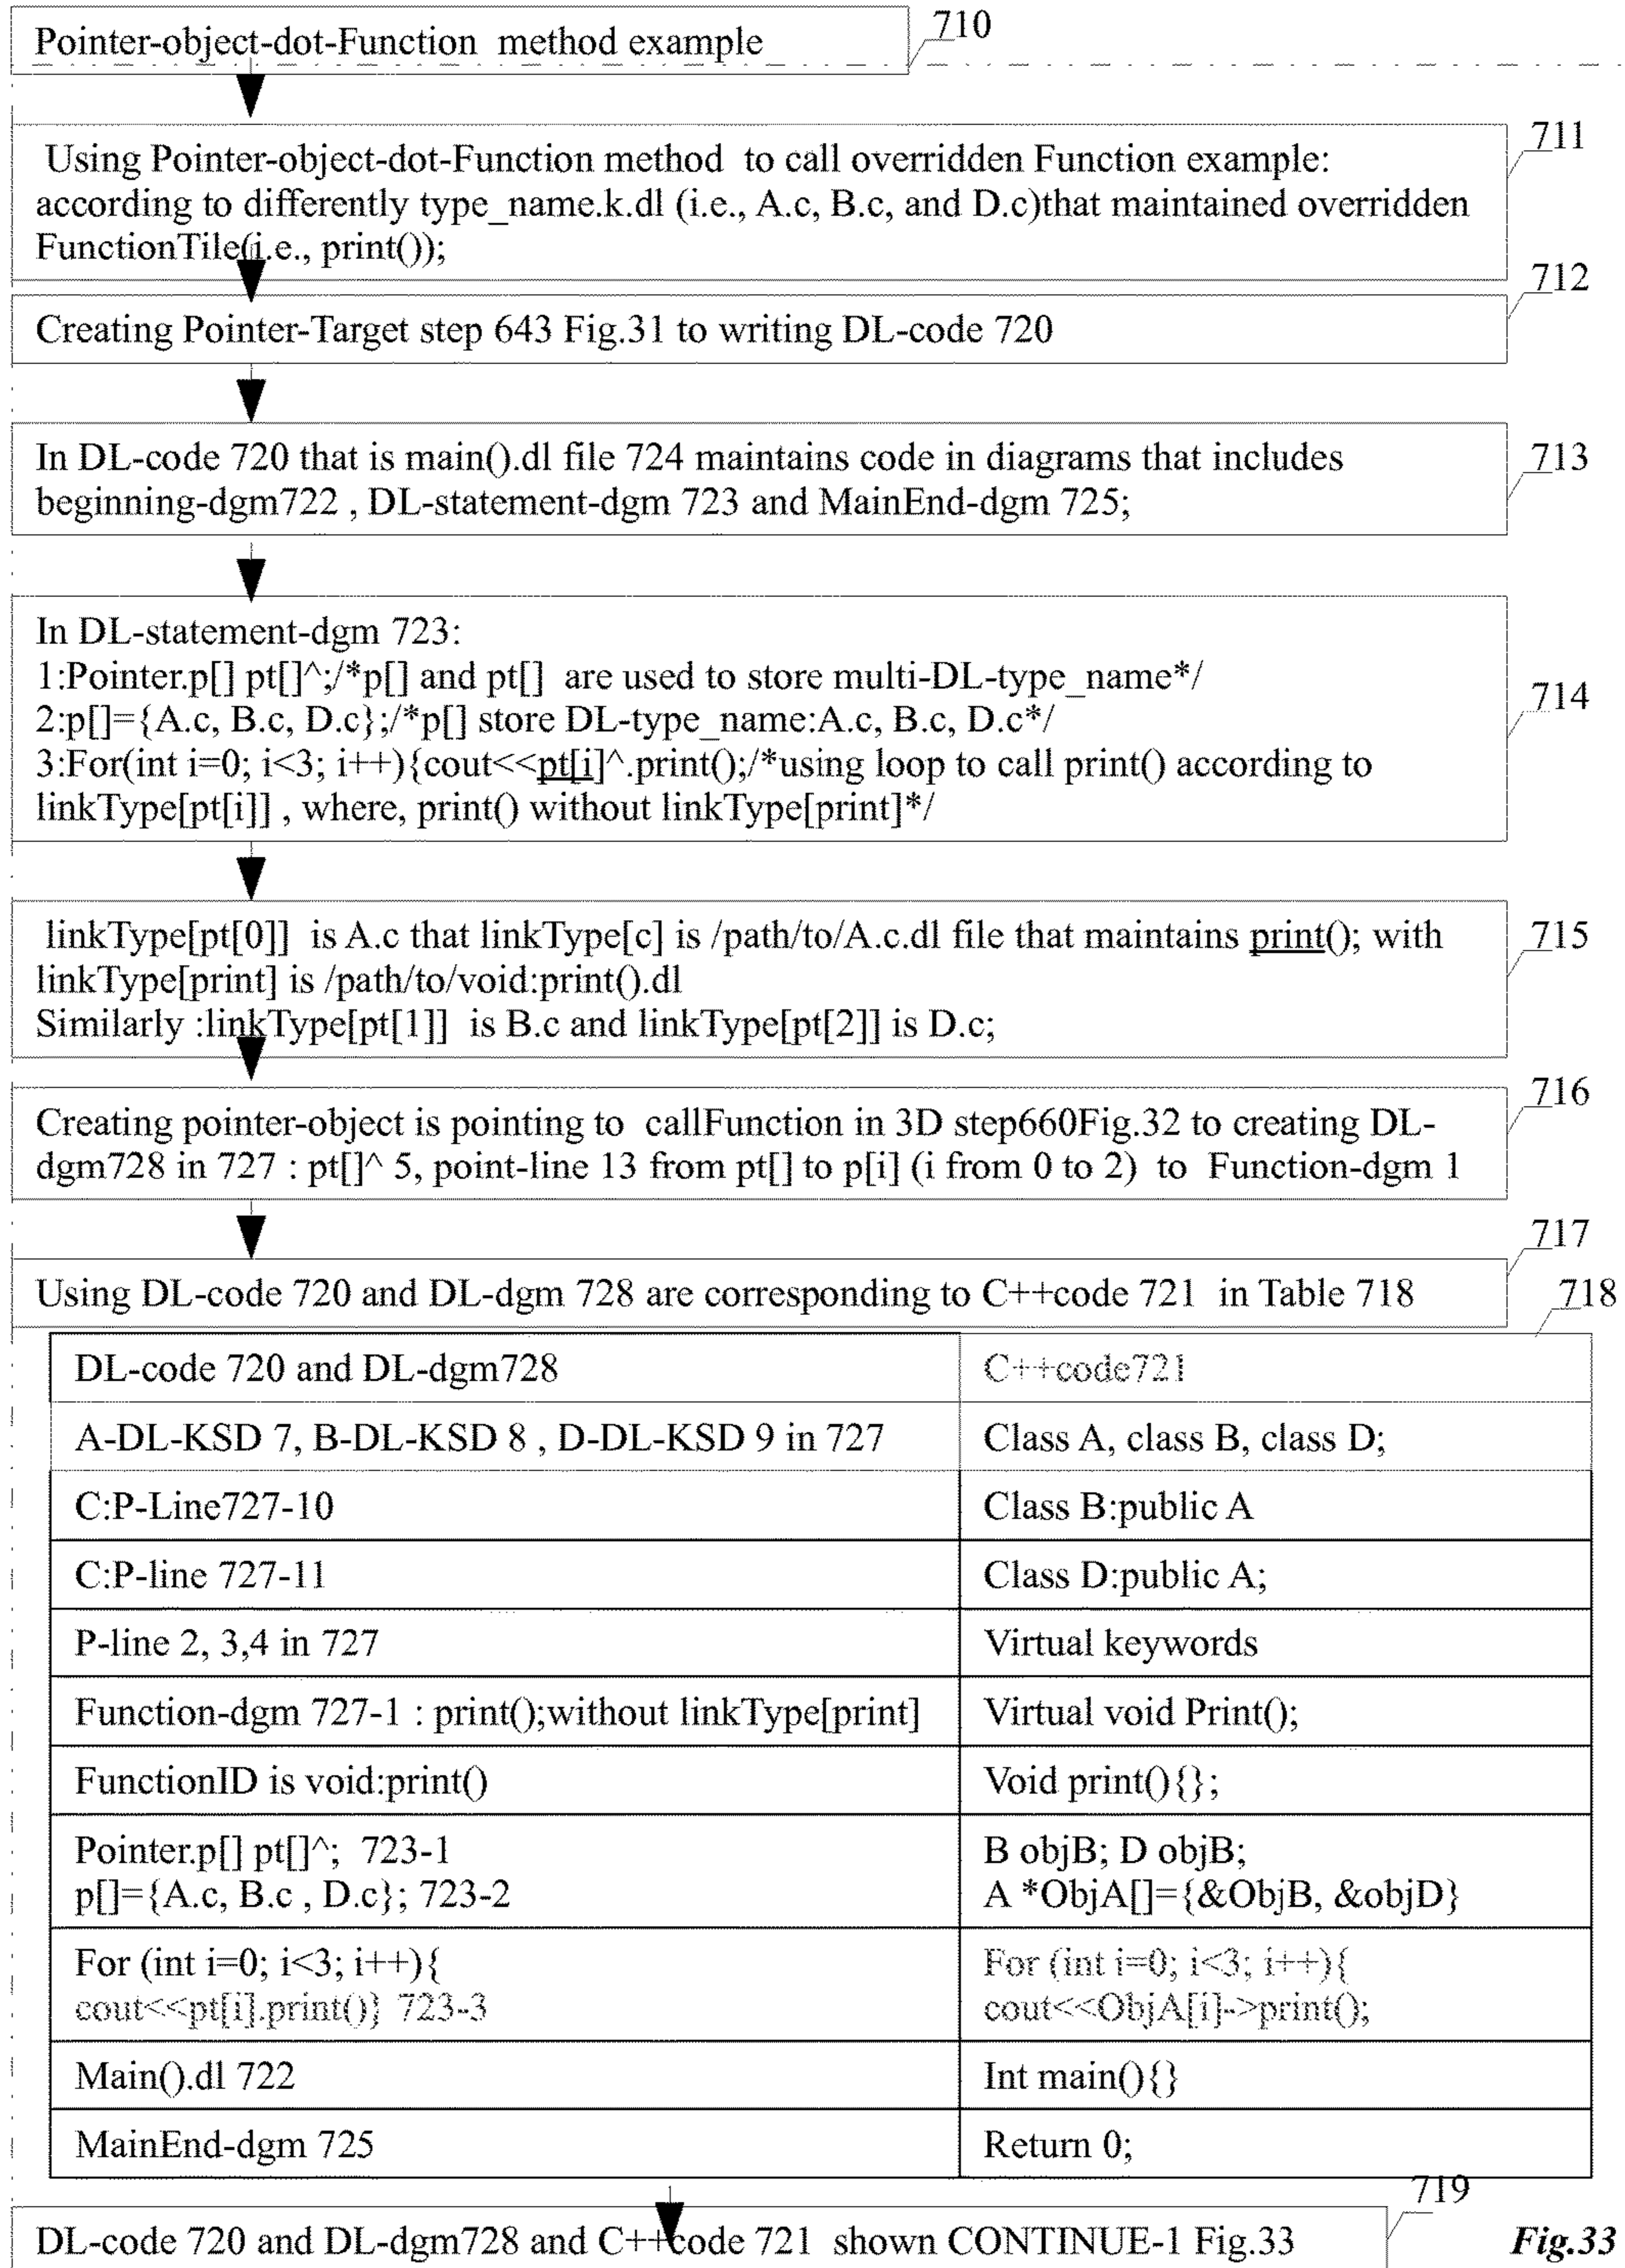 Pointer-object-dot-Function method example
710
Using Pointer-object-dot-Function method to call overridden Function example:
according to differently type_name.k.dl (i.e., A.c, B.c, and D.c)that maintained overridden
FunctionTile(i.e., print());
711
Creating Pointer-Target step 643 Fig.31 to writing DL-code 720
712
In DL-code 720 that is main().dl file 724 maintains code in diagrams that includes
beginning-dgm722 , DL-statement-dgm 723 and MainEnd-dgm 725;
713
In DL-statement-dgm 723:
1:Pointer.p[] pt[]^;/*p[] and pt[] are used to store multi-DL-type_name*/
2:p[]={A.c, B.c, D.c};/*p[] store DL-type_name:A.c, B.c, D.c*/
3:For(int i=0; i<3; i++){cout<<pt[i]^.print();/*using loop to call print() according to
linkType[pt[i]] , where, print() without linkType[print]*/
714
linkType[pt[0]] is A.c that linkType[c] is /path/to/A.c.dl file that maintains print(); with
linkType[print] is /path/to/void:print().dl
Similarly :linkType[pt[1]] is B.c and linkType[pt[2]] is D.c;
715
Creating pointer-object is pointing to callFunction in 3D step660Fig.32 to creating DL-
dgm728 in 727 : pt[]^ 5, point-line 13 from pt[] to p[i] (i from 0 to 2) to Function-dgm 1
716
Using DL-code 720 and DL-dgm 728 are corresponding to C++code 721 in Table 718
717
718
DL-code 720 and DL-dgm728
C++code721
A-DL-KSD 7, B-DL-KSD 8 , D-DL-KSD 9 in 727
Class A, class B, class D;
C:P-Line727-10
Class B:public A
C:P-line 727-11
Class D:public A;
P-line 2, 3,4 in 727
Virtual keywords
Function-dgm 727-1 : print();without linkType[print]
Virtual void Print();
FunctionID is void:print()
Void print(){};
Pointer.p[] pt[]^; 723-1
p[]={A.c, B.c , D.c}; 723-2
B objB; D objB;
A *ObjA[]={&ObjB, &objD}
For (int i=0; i<3; i++){
cout<<pt[i].print()} 723-3
For (int i=0; i<3; i++){
cout<<ObjA[i]->print();
Main().dl 722
Int main(){}
MainEnd-dgm 725
Return 0;
719
DL-code 720 and DL-dgm728 and C++code 721 shown CONTINUE-1 Fig.33
Fig.33